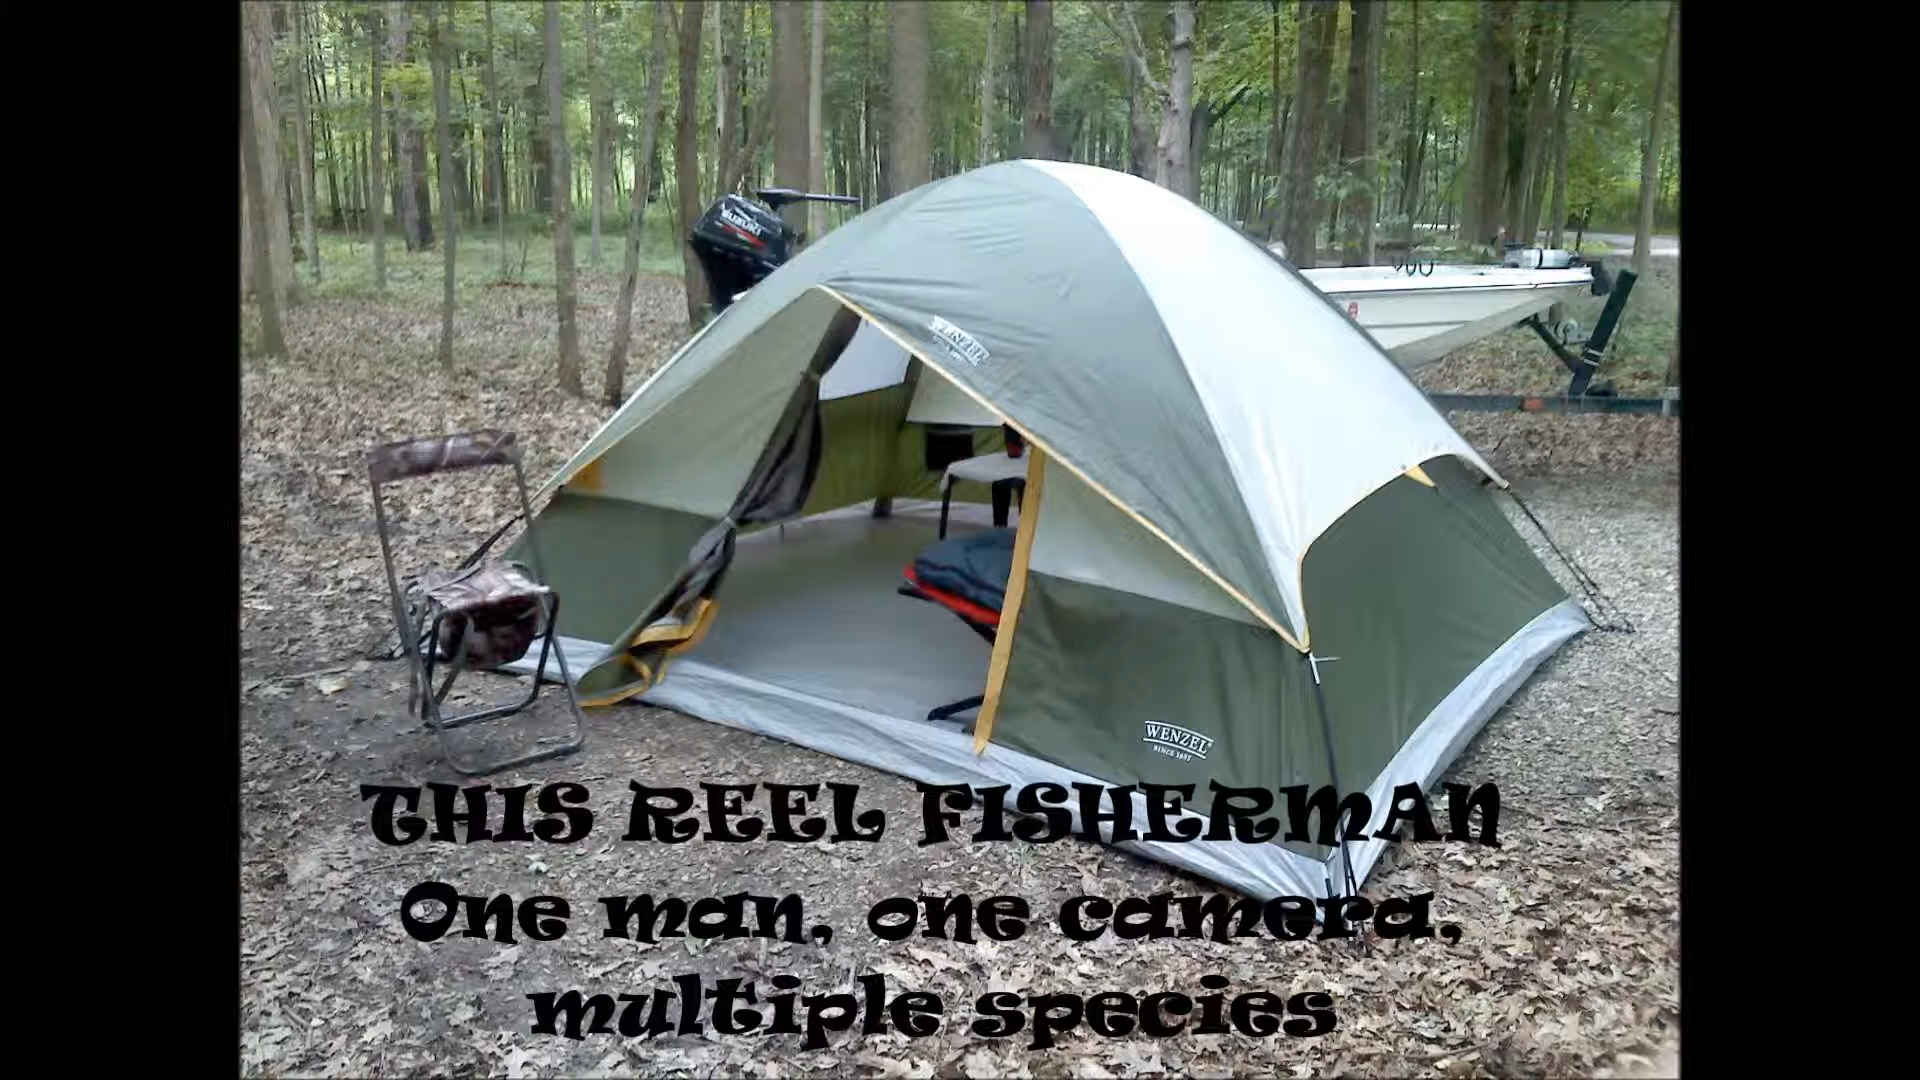 SUZUKI
WENZEL
WENZEL
SINCE 1887
THIS REEL FISHERMAN
One man, one camera,
multiple species